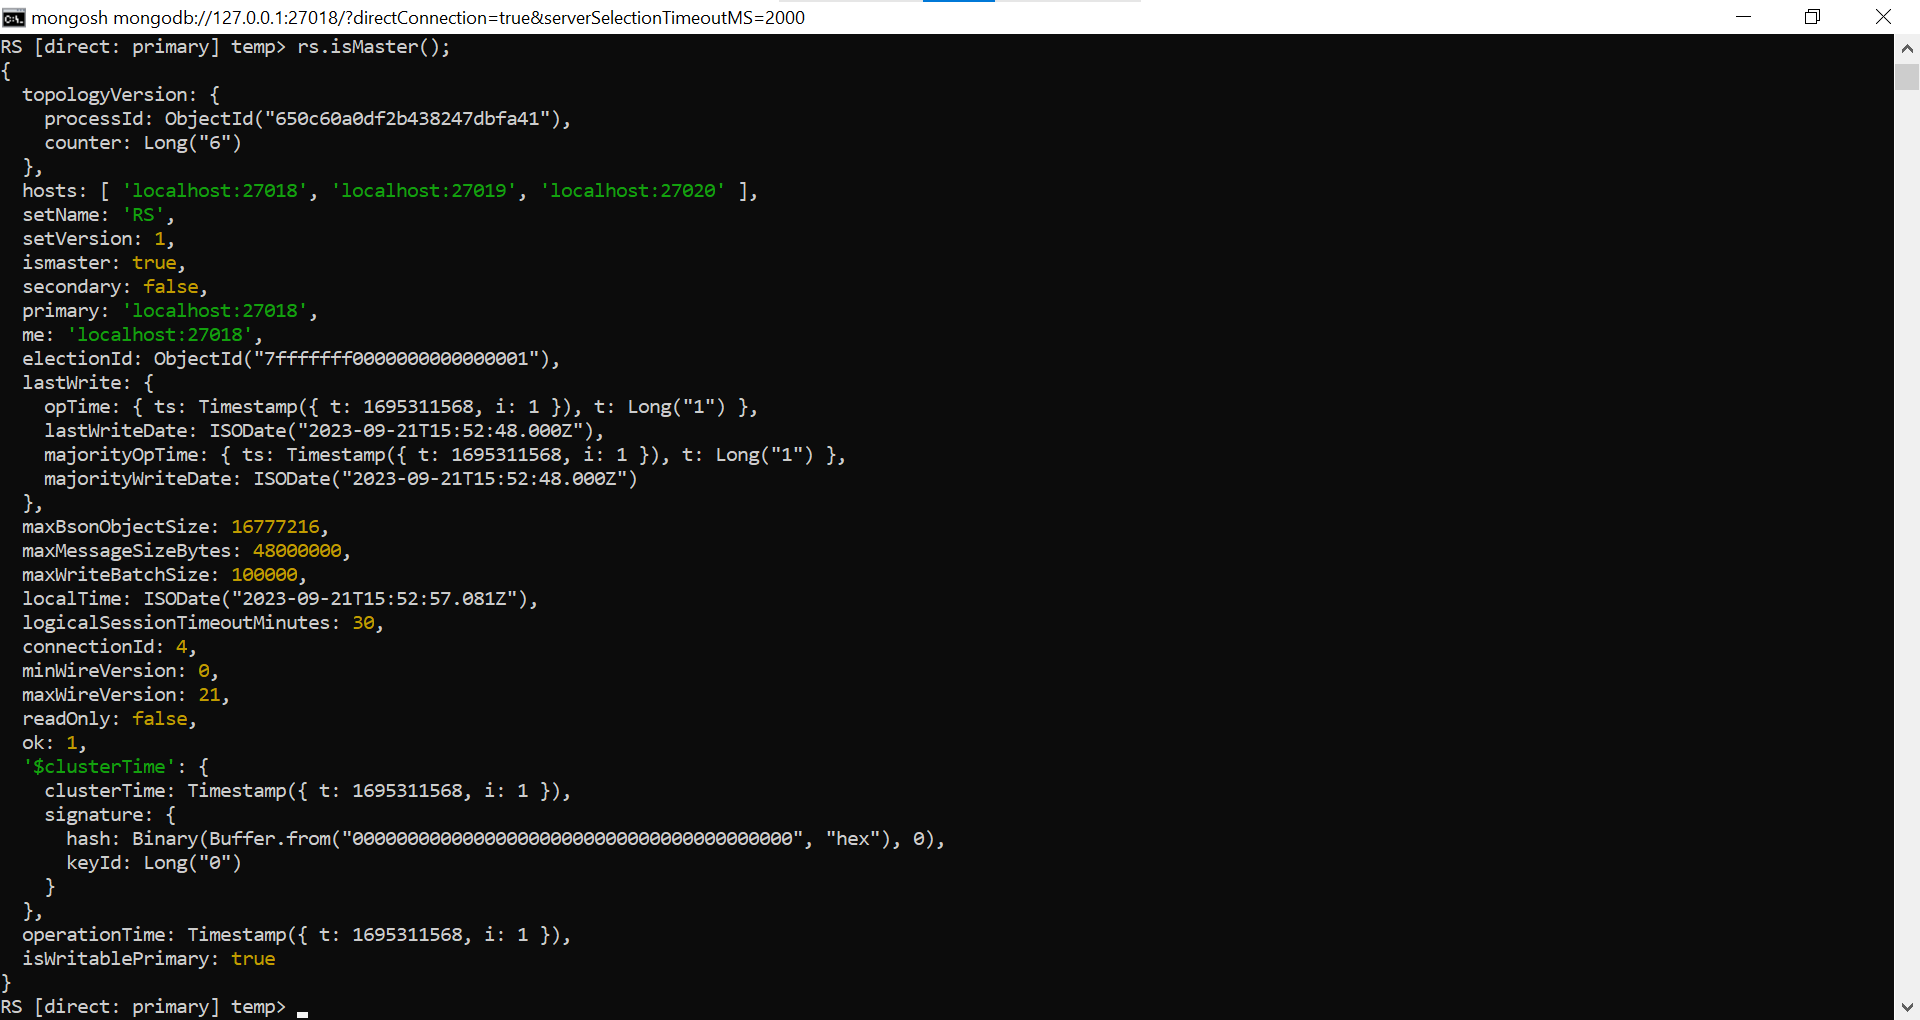 mongosh mongodb://127.0.0.1:27018/?directConnection=true&serverSelectionTimeoutMS=2000
RS [direct: primary] temp> rs.isMaster();
{
  topologyVersion: {
    processId: ObjectId("650c60a0df2b438247dbfa41"),
    counter: Long("6")
  },
  hosts: [ 'localhost:27018', 'localhost:27019', 'localhost:27020' ],
  setName: 'RS',
  setVersion: 1,
  ismaster: true,
  secondary: false,
  primary: 'localhost:27018',
  me: 'localhost:27018',
  electionId: ObjectId("7fffffff0000000000000001"),
  lastWrite: {
    opTime: { ts: Timestamp({ t: 1695311568, i: 1 }), t: Long("1") },
    lastWriteDate: ISODate("2023-09-21T15:52:48.000Z"),
    majorityOpTime: { ts: Timestamp({ t: 1695311568, i: 1 }), t: Long("1") },
    majorityWriteDate: ISODate("2023-09-21T15:52:48.000Z")
  },
  maxBsonObjectSize: 16777216,
  maxMessageSizeBytes: 48000000,
  maxWriteBatchSize: 100000,
  localTime: ISODate("2023-09-21T15:52:57.081Z"),
  logicalSessionTimeoutMinutes: 30,
  connectionId: 4,
  minWireVersion: 0,
  maxWireVersion: 21,
  readOnly: false,
  ok: 1,
  '$clusterTime': {
    clusterTime: Timestamp({ t: 1695311568, i: 1 }),
    signature: {
      hash: Binary(Buffer.from("0000000000000000000000000000000000000000", "hex"), 0),
      keyId: Long("0")
    }
  },
  operationTime: Timestamp({ t: 1695311568, i: 1 }),
  isWritablePrimary: true
}
RS [direct: primary] temp>